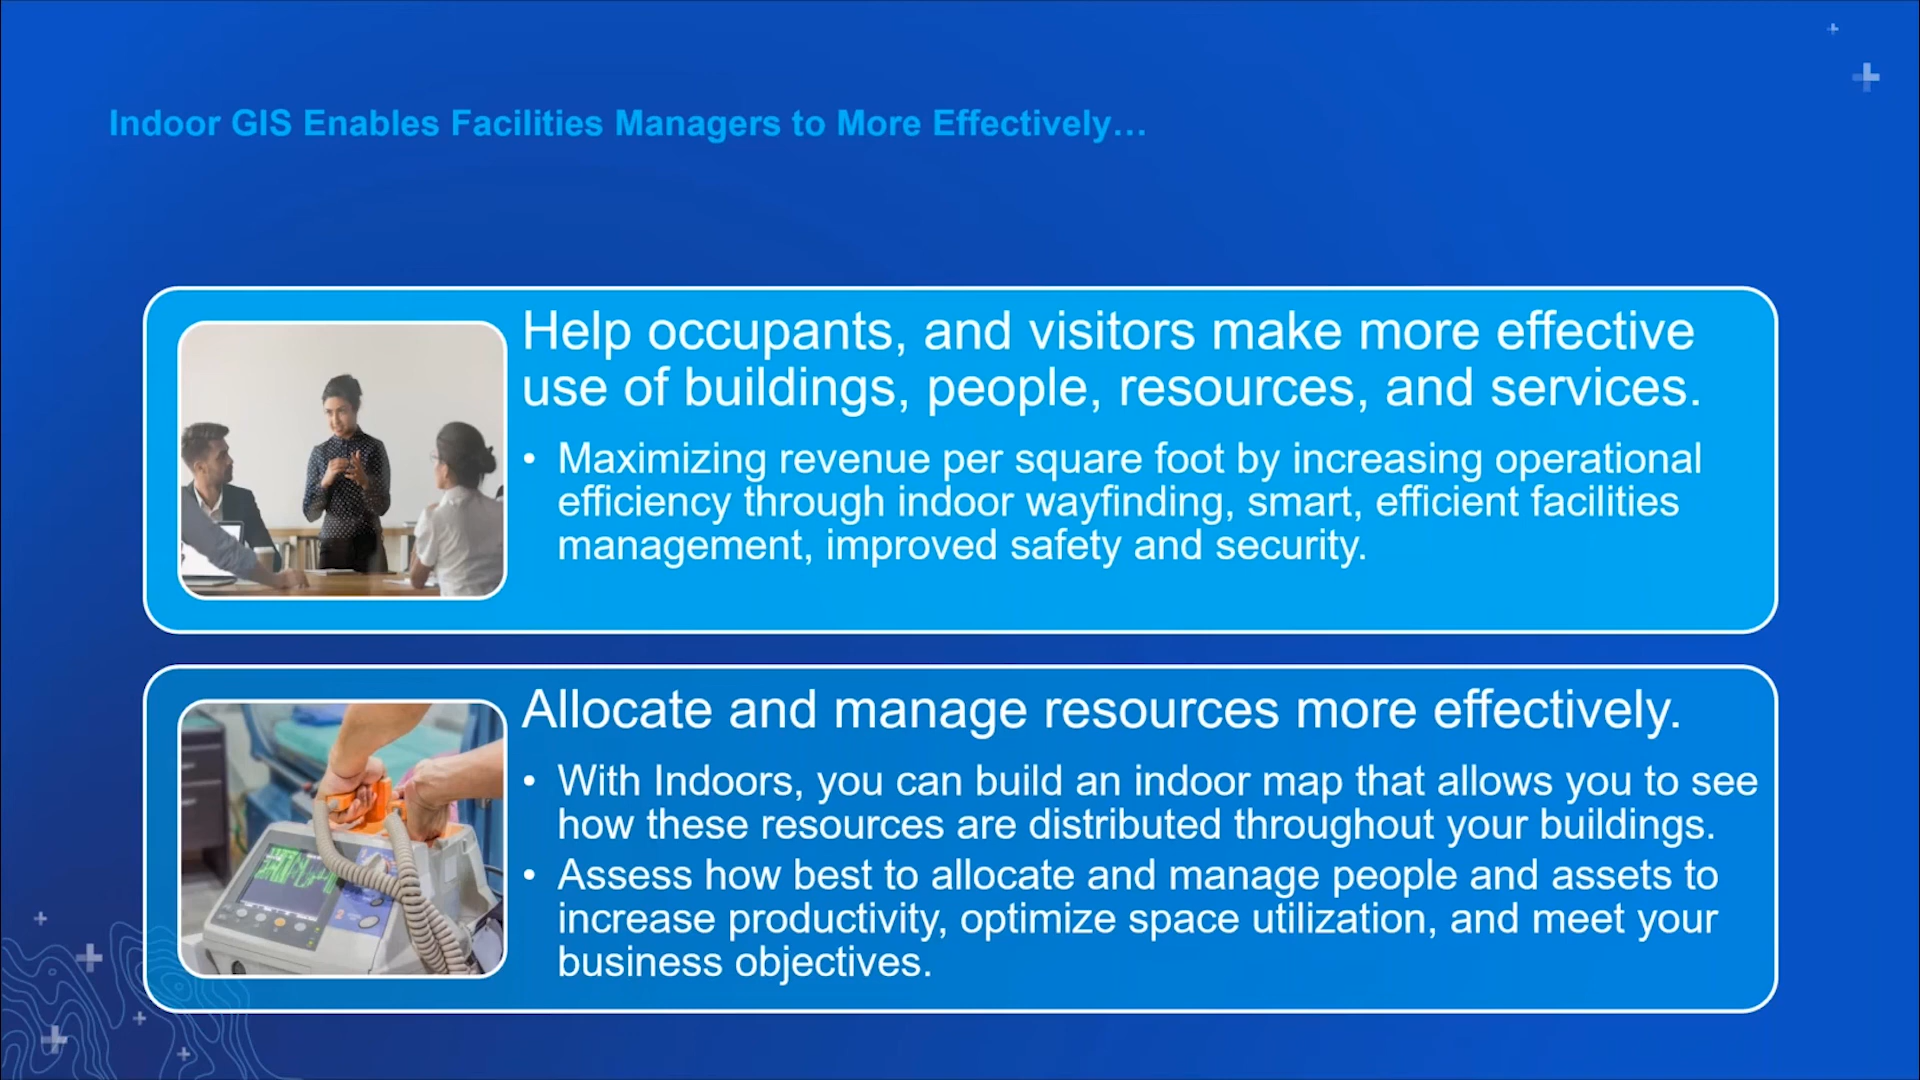 Indoor GIS Enables Facilities Managers to More Effectively…
Help occupants, and visitors make more effective
use of buildings, people, resources, and services.
• Maximizing revenue per square foot by increasing operational
efficiency through indoor wayfinding, smart, efficient facilities
management, improved safety and security.
Allocate and manage resources more effectively.
• With Indoors, you can build an indoor map that allows you to see
how these resources are distributed throughout your buildings.
• Assess how best to allocate and manage people and assets to
increase productivity, optimize space utilization, and meet your
business objectives.